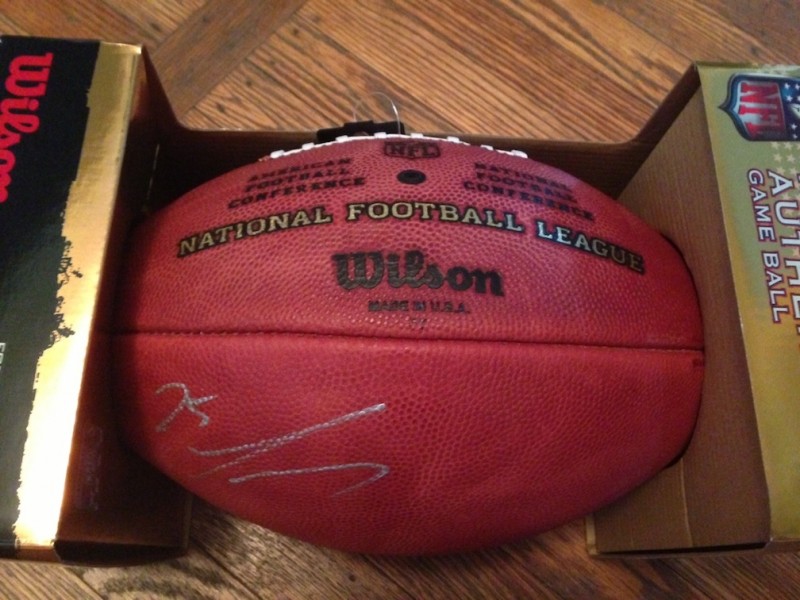 Wilson
NFL
AMERICAN
FOOTBALL
CONFERENCE
NATIONAL
FOOTBALL
CONFERENCE
NATIONAL FOOTBALL LEAGUE
Wilson
MADE IN U.S.A.
NFL
GAME BALL